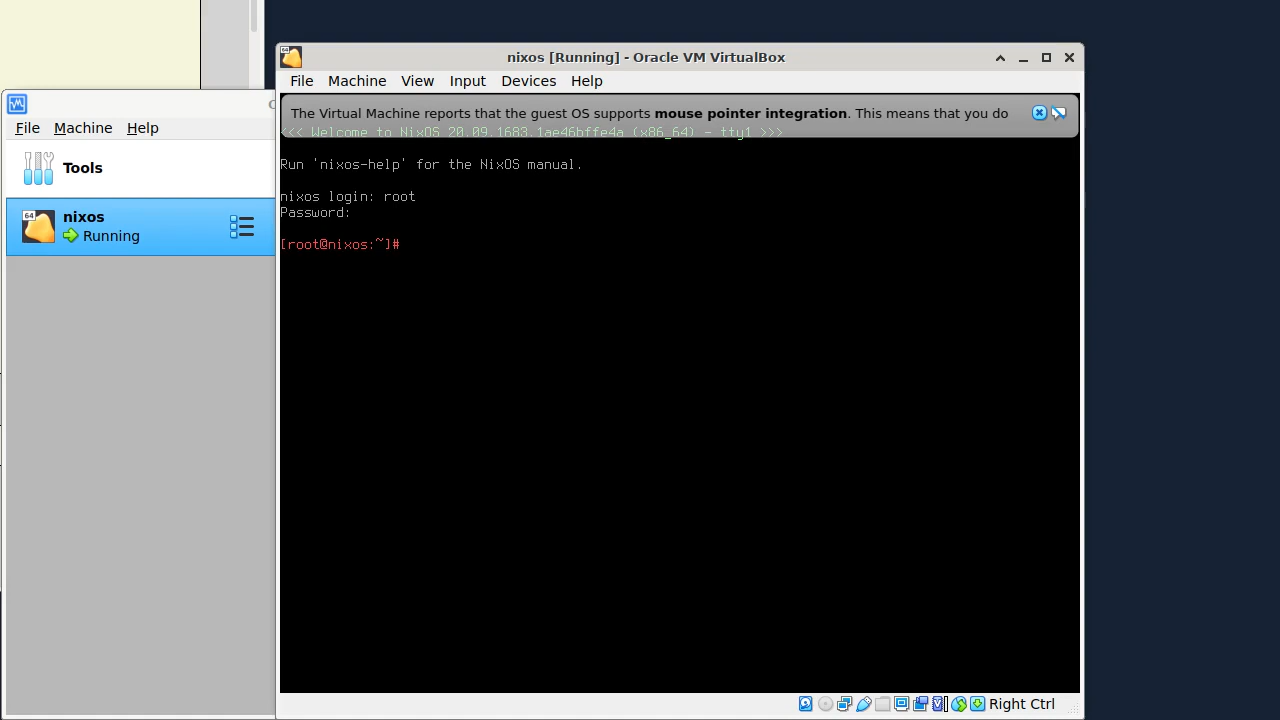 nixos [Running] - Oracle VM VirtualBox
File Machine View Input Devices Help
The Virtual Machine reports that the guest OS supports mouse pointer integration. This means that you do
<<< Welcome to NixOS 20.09.1683.1ae46bffe4a (x86_64) - tty1 >>>
Run 'nixos-help' for the NixOS manual.
nixos login: root
Password:
[root@nixos:~]#
Right Ctrl
File Machine Help
Tools
64
nixos
Running